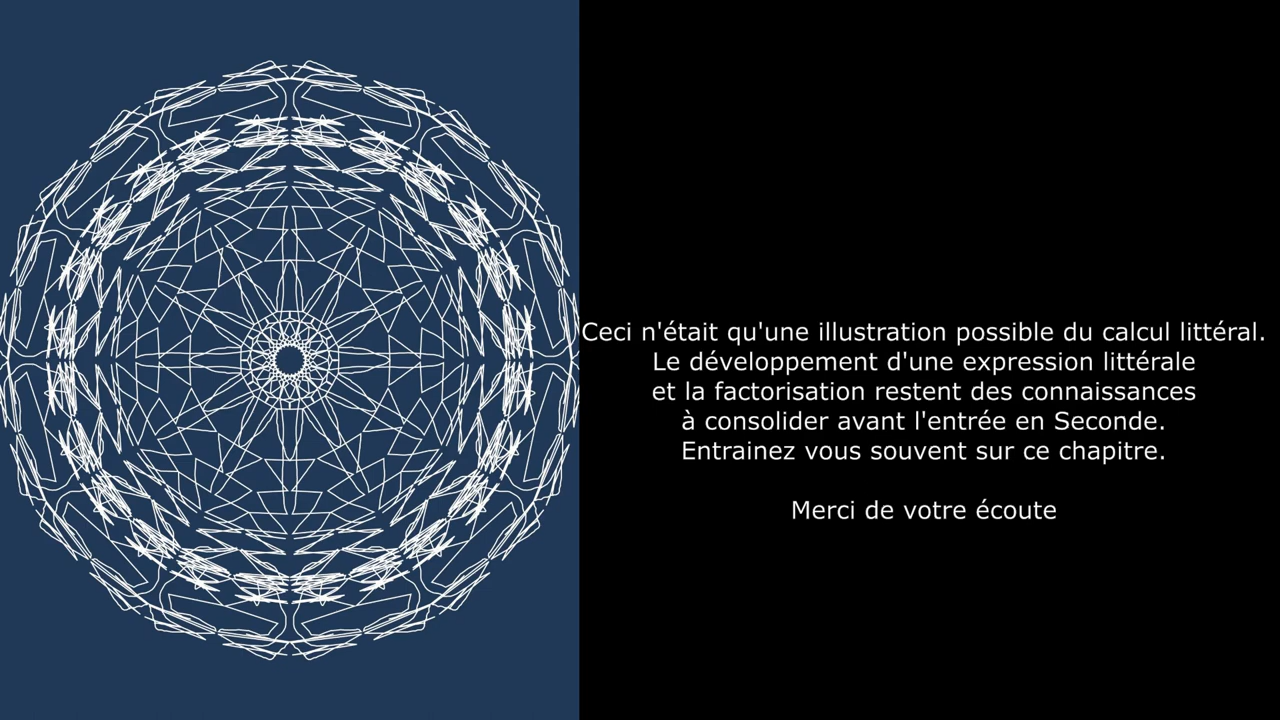 Ceci n'était qu'une illustration possible du calcul littéral.
Le développement d'une expression littérale
et la factorisation restent des connaissances
à consolider avant l'entrée en Seconde.
Entrainez vous souvent sur ce chapitre.
Merci de votre écoute